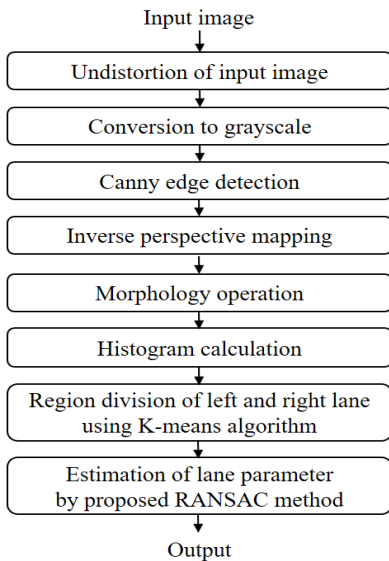 Input image
Undistortion of input image
Conversion to grayscale
Canny edge detection
Inverse perspective mapping
Morphology operation
Histogram calculation
Region division of left and right lane
using K-means algorithm
Estimation of lane parameter
by proposed RANSAC method
Output